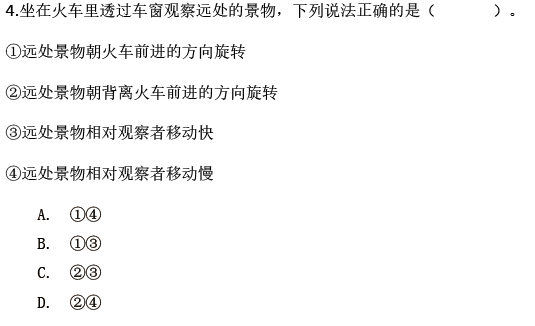 4.坐在火车里透过车窗观察远处的景物，下列说法正确的是（　　　）。
①远处景物朝火车前进的方向旋转
②远处景物朝背离火车前进的方向旋转
③远处景物相对观察者移动快
④远处景物相对观察者移动慢
A. ①④
B. ①③
C. ②③
D. ②④